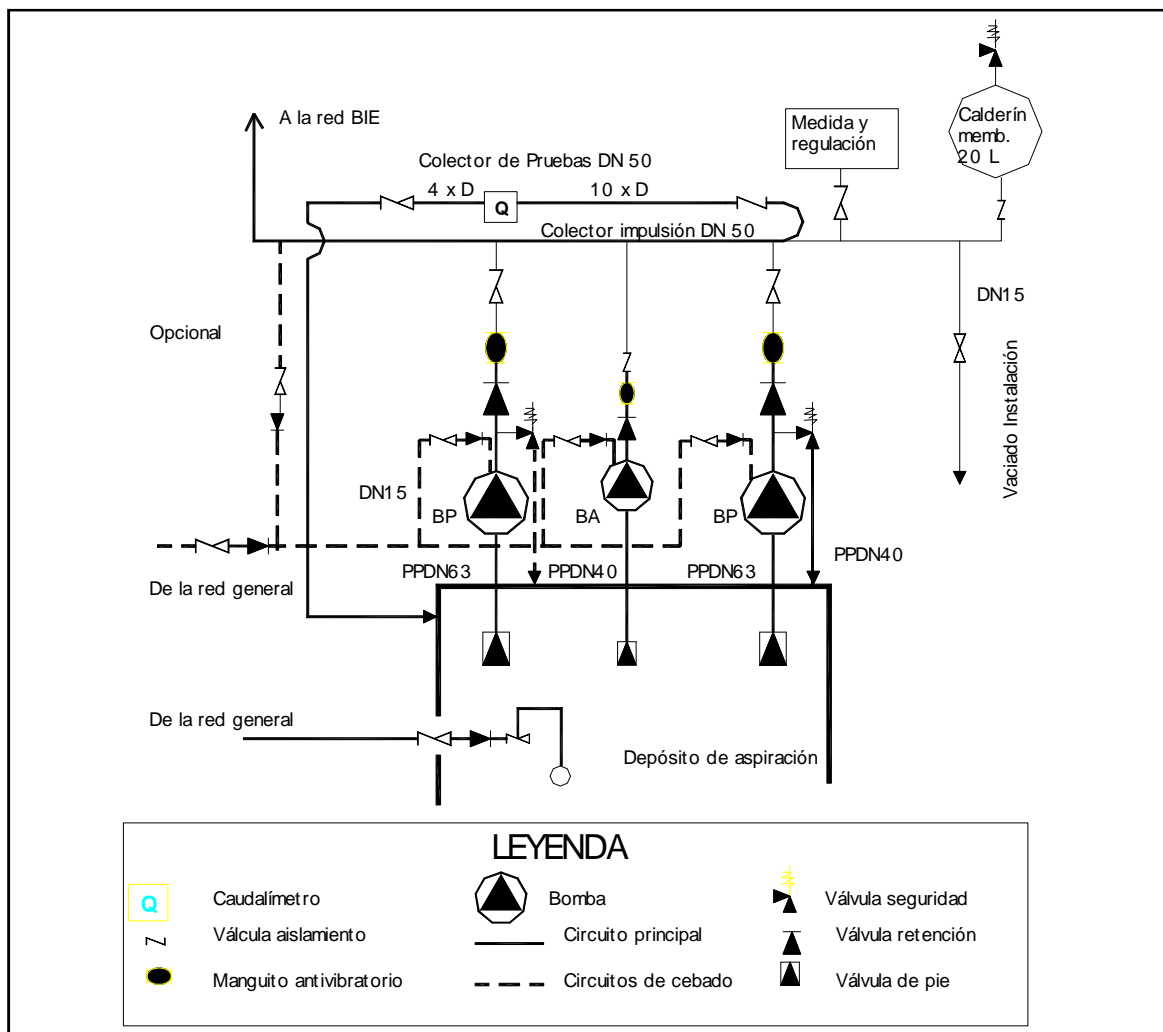 A la red BIE
Medida y
regulación
Calderín
memb.
20 L
Colector de Pruebas DN 50
4 x D
10 x D
Q
Colector impulsión DN 50
DN15
Opcional
Vaciado Instalación
DN15
BP
BA
BP
PPDN40
PPDN63
PPDN40
PPDN63
De la red general
De la red general
Depósito de aspiración
LEYENDA
Q
Caudalímetro
Bomba
Válvula seguridad
Válcula aislamiento
Circuito principal
Válvula retención
Manguito antivibratorio
Circuitos de cebado
Válvula de pie